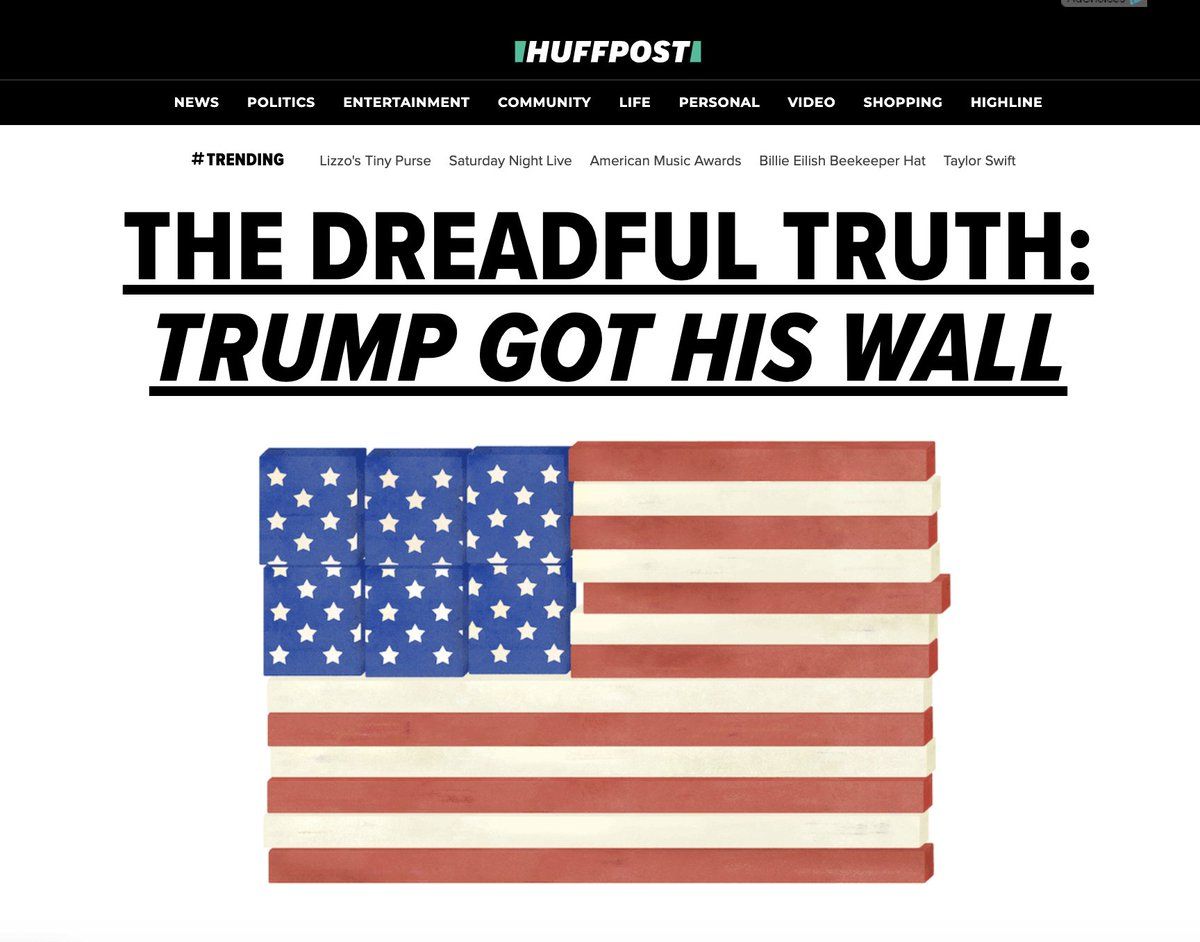 HUFFPOST
NEWS POLITICS ENTERTAINMENT COMMUNITY LIFE PERSONAL VIDEO SHOPPING HIGHLINE
#TRENDING Lizzo's Tiny Purse Saturday Night Live American Music Awards Billie Eilish Beekeeper Hat Taylor Swift
THE DREADFUL TRUTH:
TRUMP GOT HIS WALL